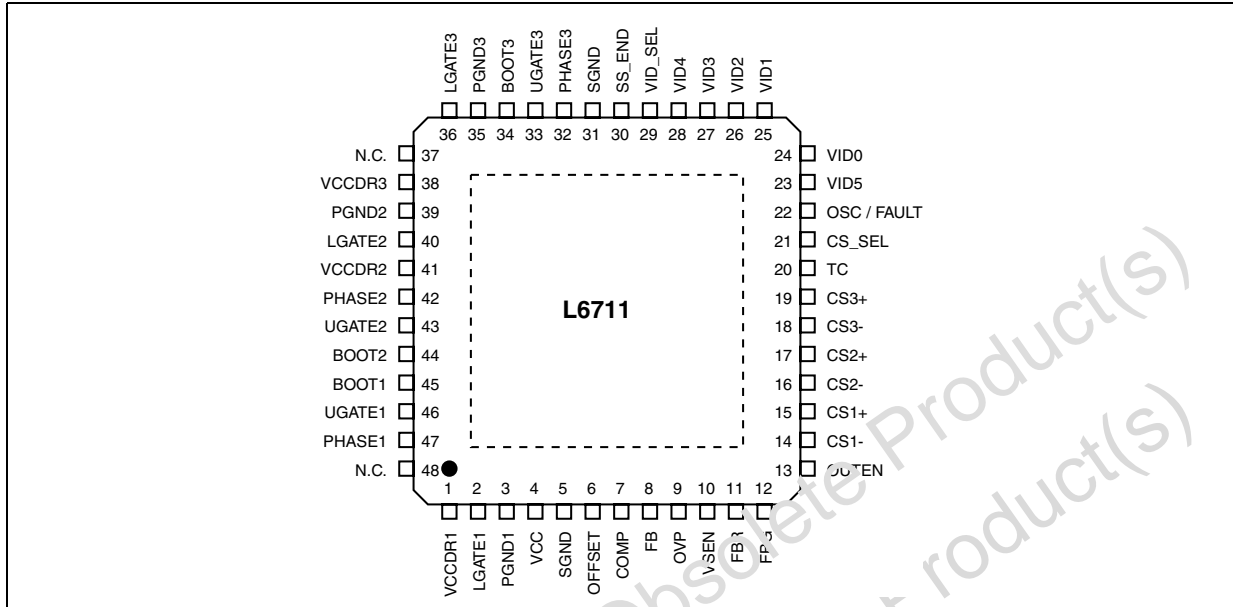 LGATE3
PGND3
BOOT3
UGATE3
PHASE3
SGND
SS_END
VID_SEL
VID4
VID3
VID2
VID1
36 35 34 33 32 31 30 29 28 27 26 25
N.C. 37
VCCDR3 38
PGND2 39
LGATE2 40
VCCDR2 41
PHASE2 42
UGATE2 43
BOOT2 44
BOOT1 45
UGATE1 46
PHASE1 47
N.C. 48
L6711
24 VID0
23 VID5
22 OSC / FAULT
21 CS_SEL
20 TC
19 CS3+
18 CS3-
17 CS2+
16 CS2-
15 CS1+
14 CS1-
13
1 2 3 4 5 6 7 8 9 10 11 12
VCCDR1
LGATE1
PGND1
VCC
SGND
OFFSET
COMP
FB
OVP
VSEN
Obsolete Product(s)
roduct(s)